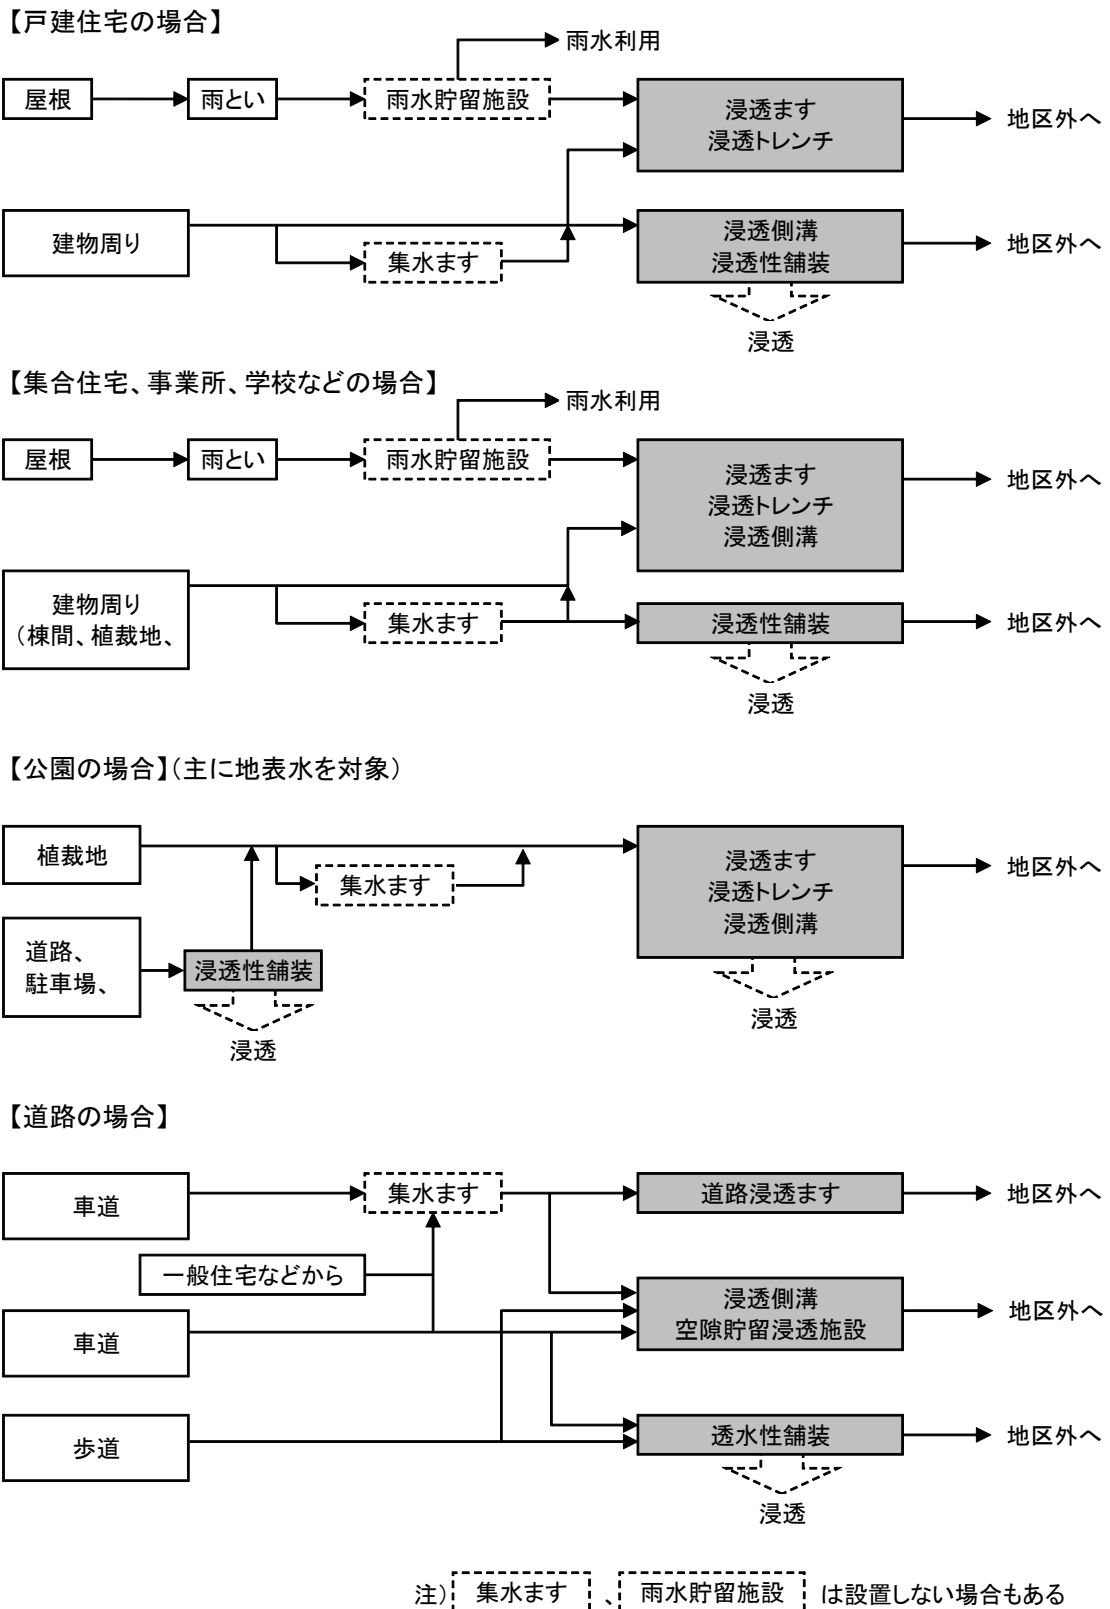 【戸建住宅の場合】
雨水利用
屋根
雨とい
雨水貯留施設
浸透ます
浸透トレンチ
地区外へ
建物周り
集水ます
浸透側溝
浸透性舗装
地区外へ
浸透
【集合住宅、事業所、学校などの場合】
雨水利用
屋根
雨とい
雨水貯留施設
浸透ます
浸透トレンチ
浸透側溝
地区外へ
建物周り
（棟間、植栽地、
集水ます
浸透性舗装
地区外へ
浸透
【公園の場合】（主に地表水を対象）
植栽地
集水ます
浸透ます
浸透トレンチ
浸透側溝
地区外へ
道路、
駐車場、
浸透性舗装
浸透
浸透
【道路の場合】
車道
集水ます
道路浸透ます
地区外へ
一般住宅などから
車道
浸透側溝
空隙貯留浸透施設
地区外へ
歩道
透水性舗装
地区外へ
浸透
注） 集水ます 、 雨水貯留施設 は設置しない場合もある